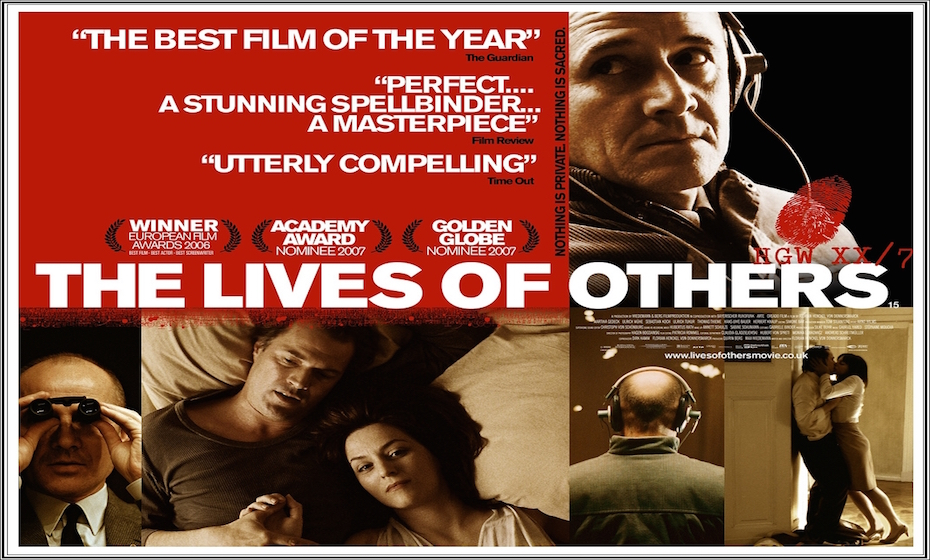 “THE BEST FILM OF THE YEAR”
The Guardian
“PERFECT....
A STUNNING SPELLBINDER...
A MASTERPIECE”
Film Review
“UTTERLY COMPELLING”
Time Out
WINNER
EUROPEAN FILM
AWARDS 2006
BEST FILM · BEST ACTOR · BEST SCREENWRITER
ACADEMY
AWARD
NOMINEE 2007
GOLDEN
GLOBE
NOMINEE 2007
NOTHING IS PRIVATE. NOTHING IS SACRED.
HGW XX/7
THE LIVES OF OTHERS
15
www.livesofothersmovie.co.uk